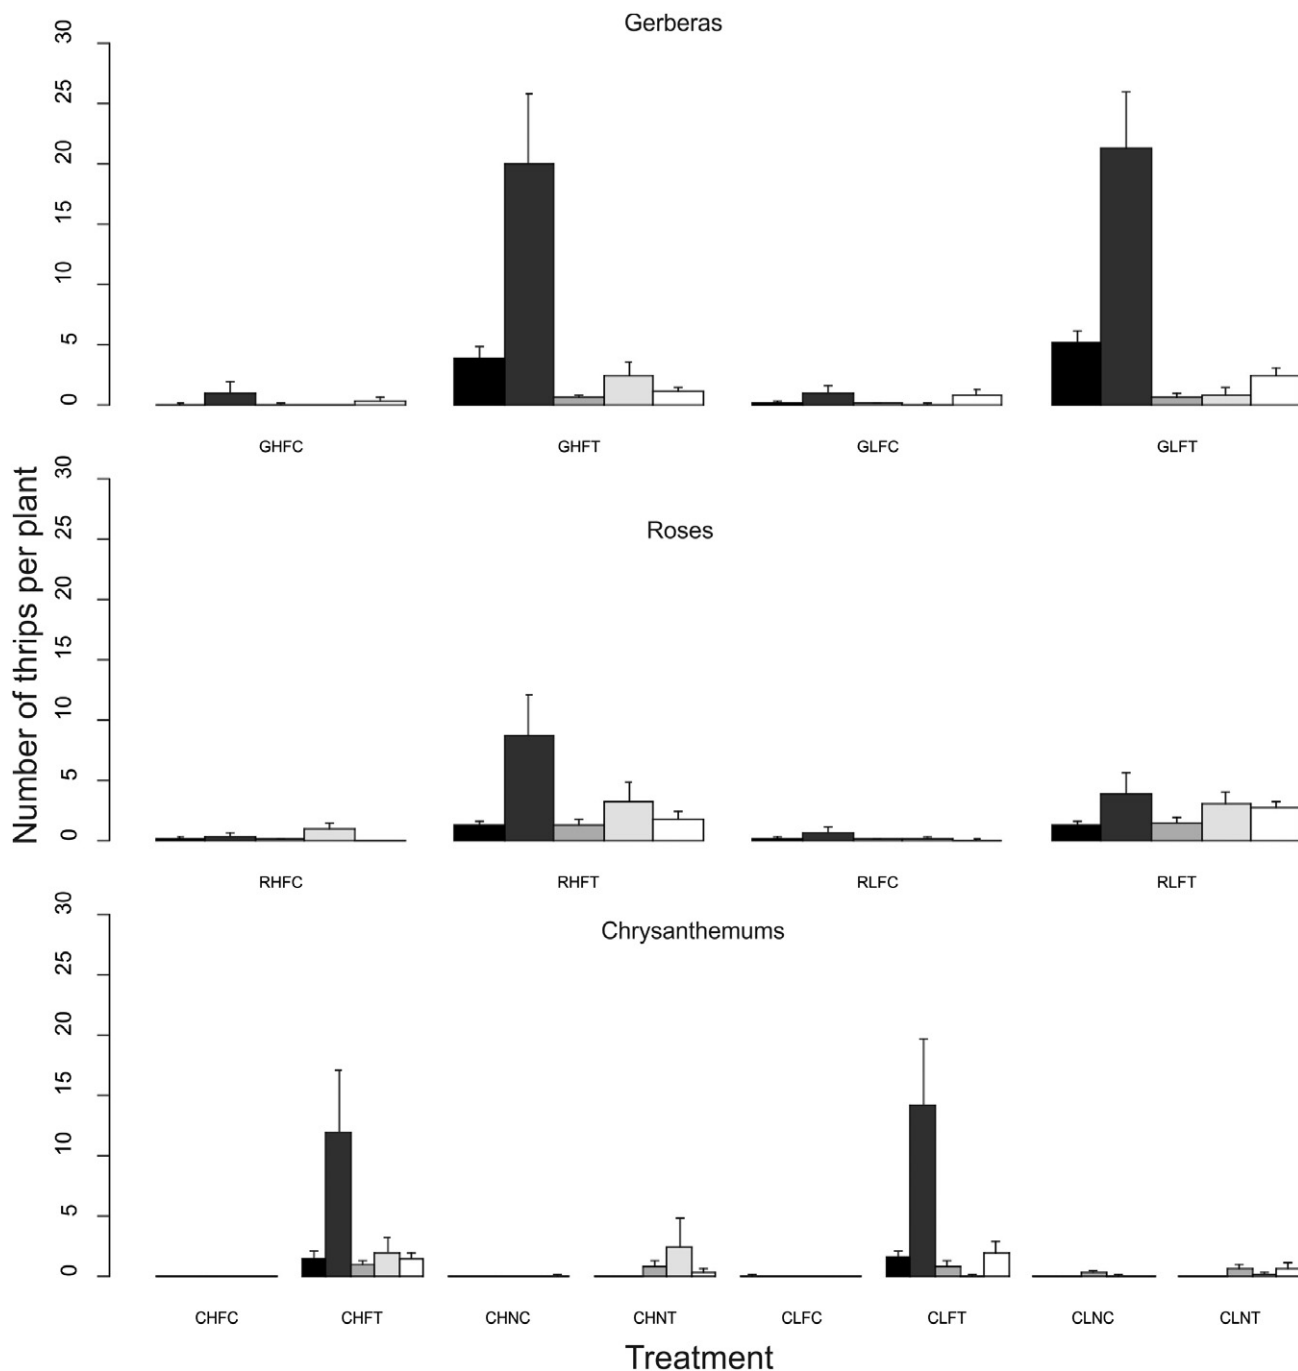 Gerberas
30
25
20
15
10
5
0
GHFC GHFT GLFC GLFT
Number of thrips per plant
Roses
30
25
20
15
10
5
0
RHFC RHFT RLFC RLFT
Chrysanthemums
30
25
20
15
10
5
0
CHFC CHFT CHNC CHNT CLFC CLFT CLNC CLNT
Treatment